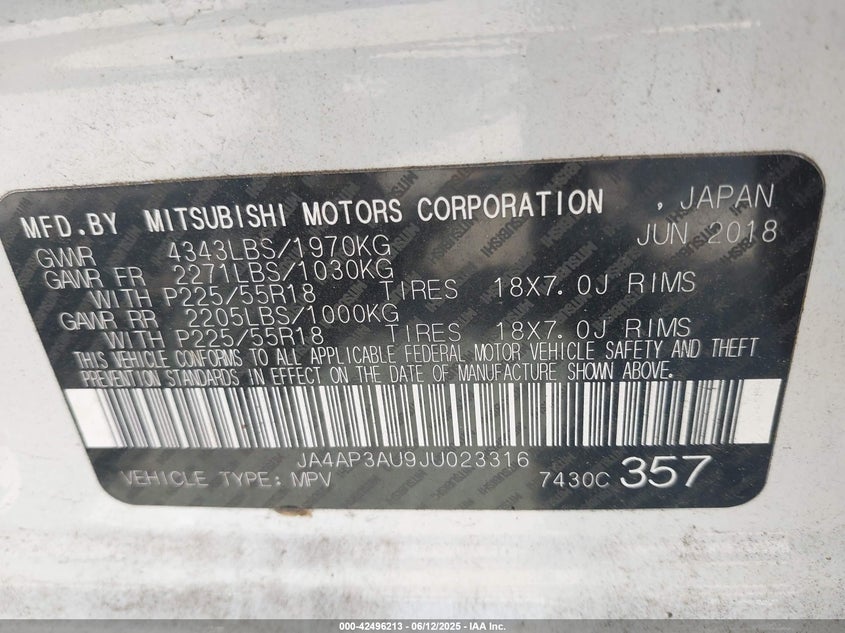 MFD.BY MITSUBISHI MOTORS CORPORATION , JAPAN
GWWR 4343LBS/1970KG JUN 2018
GAWR FR 2271LBS/1030KG
WITH P225/55R18 TIRES 18X7.0J RIMS
GAWR RR 2205LBS/1000KG
WITH P225/55R18 TIRES 18X7.0J RIMS
THIS VEHICLE CONFORMS TO ALL APPLICABLE FEDERAL MOTOR VEHICLE SAFETY AND THEFT
PREVENTION STANDARDS IN EFFECT ON THE DATE OF MANUFACTURE SHOWN ABOVE.
JA4AP3AU9JU023316
VEHICLE TYPE: MPV 7430C 357
000-42496213 - 06/12/2025 - IAA Inc.